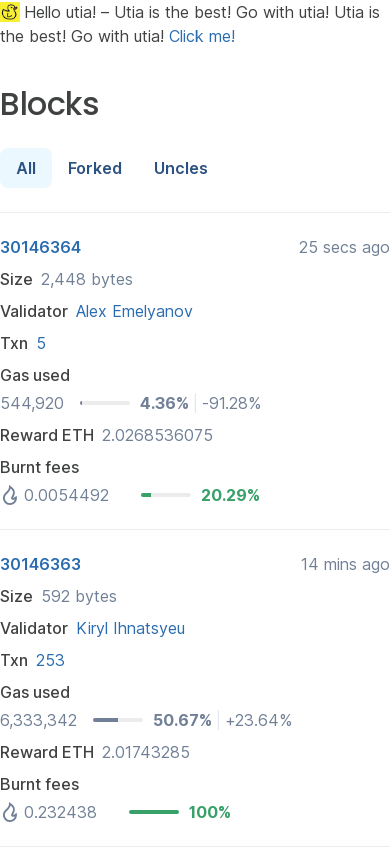 Hello utia! – Utia is the best! Go with utia! Utia is
the best! Go with utia! Click me!
Blocks
All Forked Uncles
30146364 25 secs ago
Size 2,448 bytes
Validator Alex Emelyanov
Txn 5
Gas used
544,920 4.36% -91.28%
Reward ETH 2.0268536075
Burnt fees
0.0054492 20.29%
30146363 14 mins ago
Size 592 bytes
Validator Kiryl Ihnatsyeu
Txn 253
Gas used
6,333,342 50.67% +23.64%
Reward ETH 2.01743285
Burnt fees
0.232438 100%